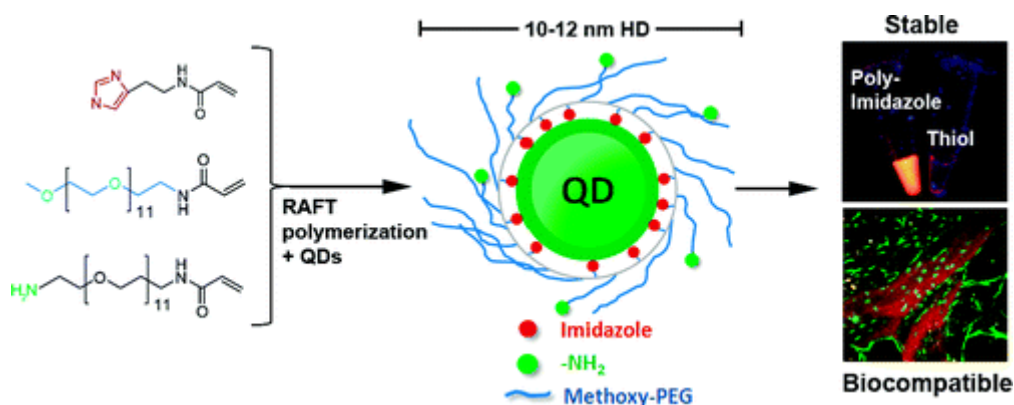 10-12 nm HD
Stable
N
N
H
N
O
Poly-
Imidazole
Thiol
O
O
11
N
H
O
RAFT
polymerization
+ QDs
QD
H₂N
O
11
N
H
O
Imidazole
-NH₂
Methoxy-PEG
Biocompatible